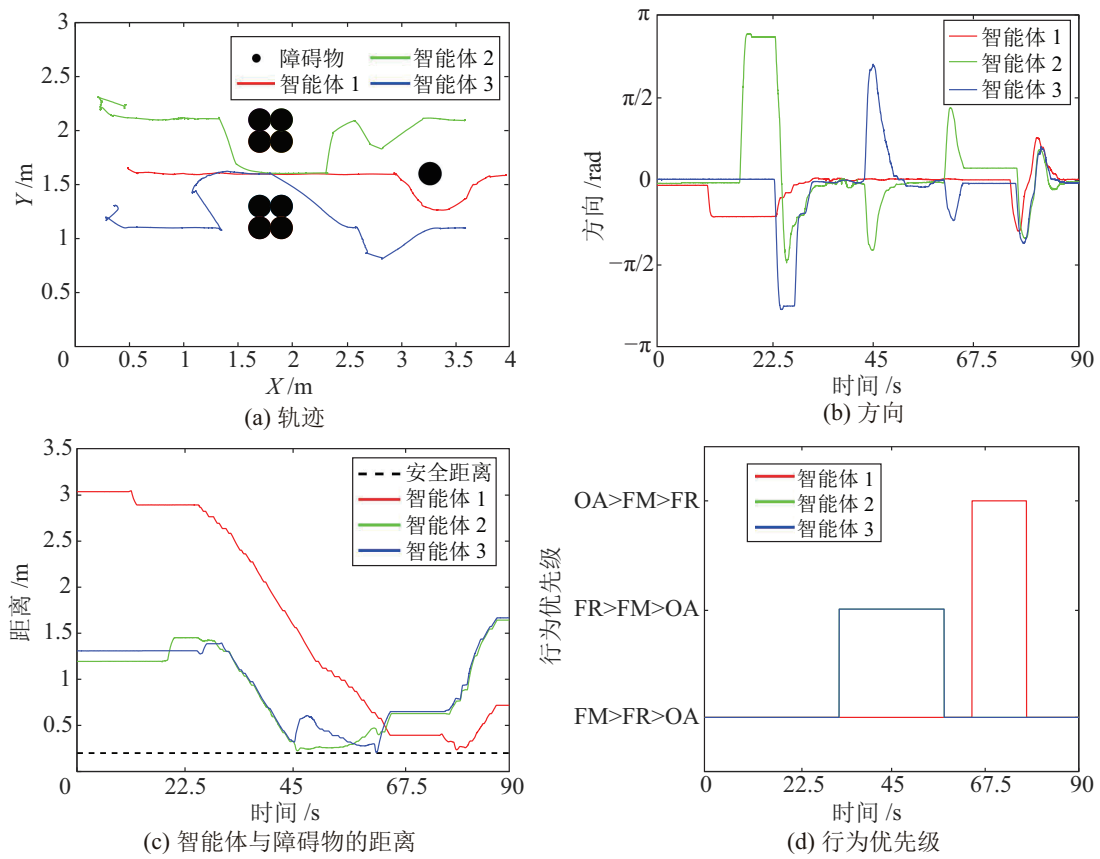 3
2.5
2
1.5
1
0.5
0
0.5
1
1.5
2
2.5
3
3.5
4
Y /m
X /m
障碍物
智能体 1
智能体 2
智能体 3
(a) 轨迹
π
π/2
0
−π/2
−π
0
22.5
45
67.5
90
方向 /rad
时间 /s
智能体 1
智能体 2
智能体 3
(b) 方向
3.5
3
2.5
2
1.5
1
0.5
0
22.5
45
67.5
90
距离 /m
时间 /s
安全距离
智能体 1
智能体 2
智能体 3
(c) 智能体与障碍物的距离
OA>FM>FR
FR>FM>OA
FM>FR>OA
0
22.5
45
67.5
90
行为优先级
时间 /s
智能体 1
智能体 2
智能体 3
(d) 行为优先级